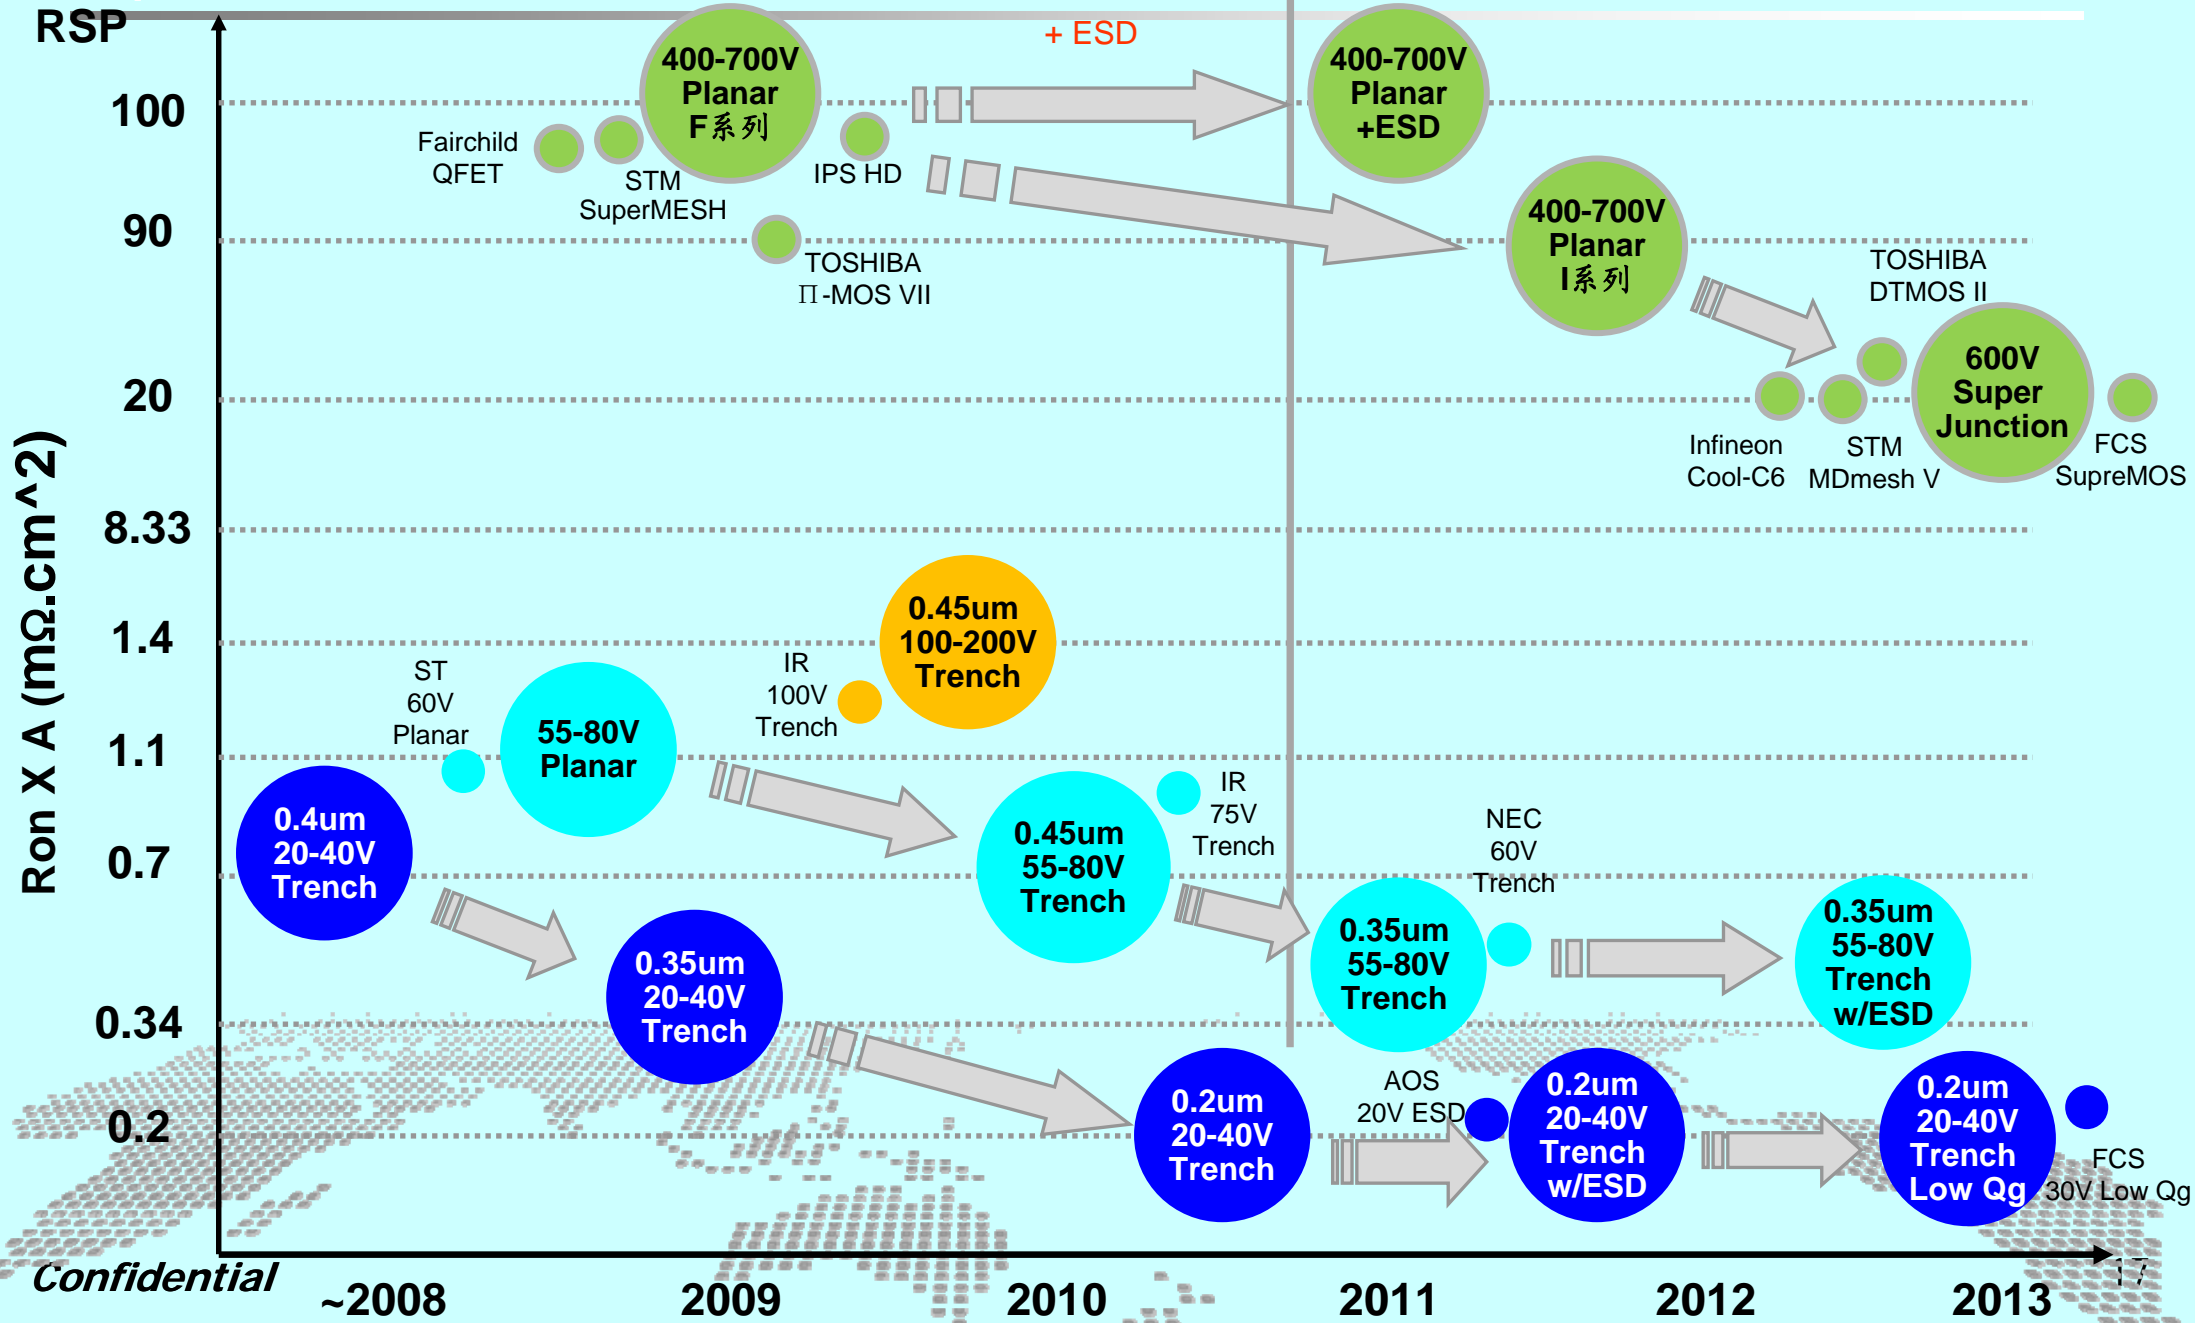 RSP
+ ESD
400-700V
Planar
F系列
400-700V
Planar
+ESD
100
Fairchild
QFET
STM
SuperMESH
IPS HD
90
TOSHIBA
Π-MOS VII
400-700V
Planar
I系列
TOSHIBA
DTMOS II
20
600V
Super
Junction
Infineon
Cool-C6
STM
MDmesh V
FCS
SupreMOS
Ron X A (mΩ.cm^2)
8.33
1.4
0.45um
100-200V
Trench
IR
100V
Trench
ST
60V
Planar
55-80V
Planar
1.1
0.4um
20-40V
Trench
0.7
0.45um
55-80V
Trench
IR
75V
Trench
NEC
60V
Trench
0.35um
20-40V
Trench
0.35um
55-80V
Trench
0.35um
55-80V
Trench
w/ESD
0.34
0.2
0.2um
20-40V
Trench
AOS
20V ESD
0.2um
20-40V
Trench
w/ESD
0.2um
20-40V
Trench
Low Qg
FCS
30V Low Qg
Confidential
17
~2008
2009
2010
2011
2012
2013